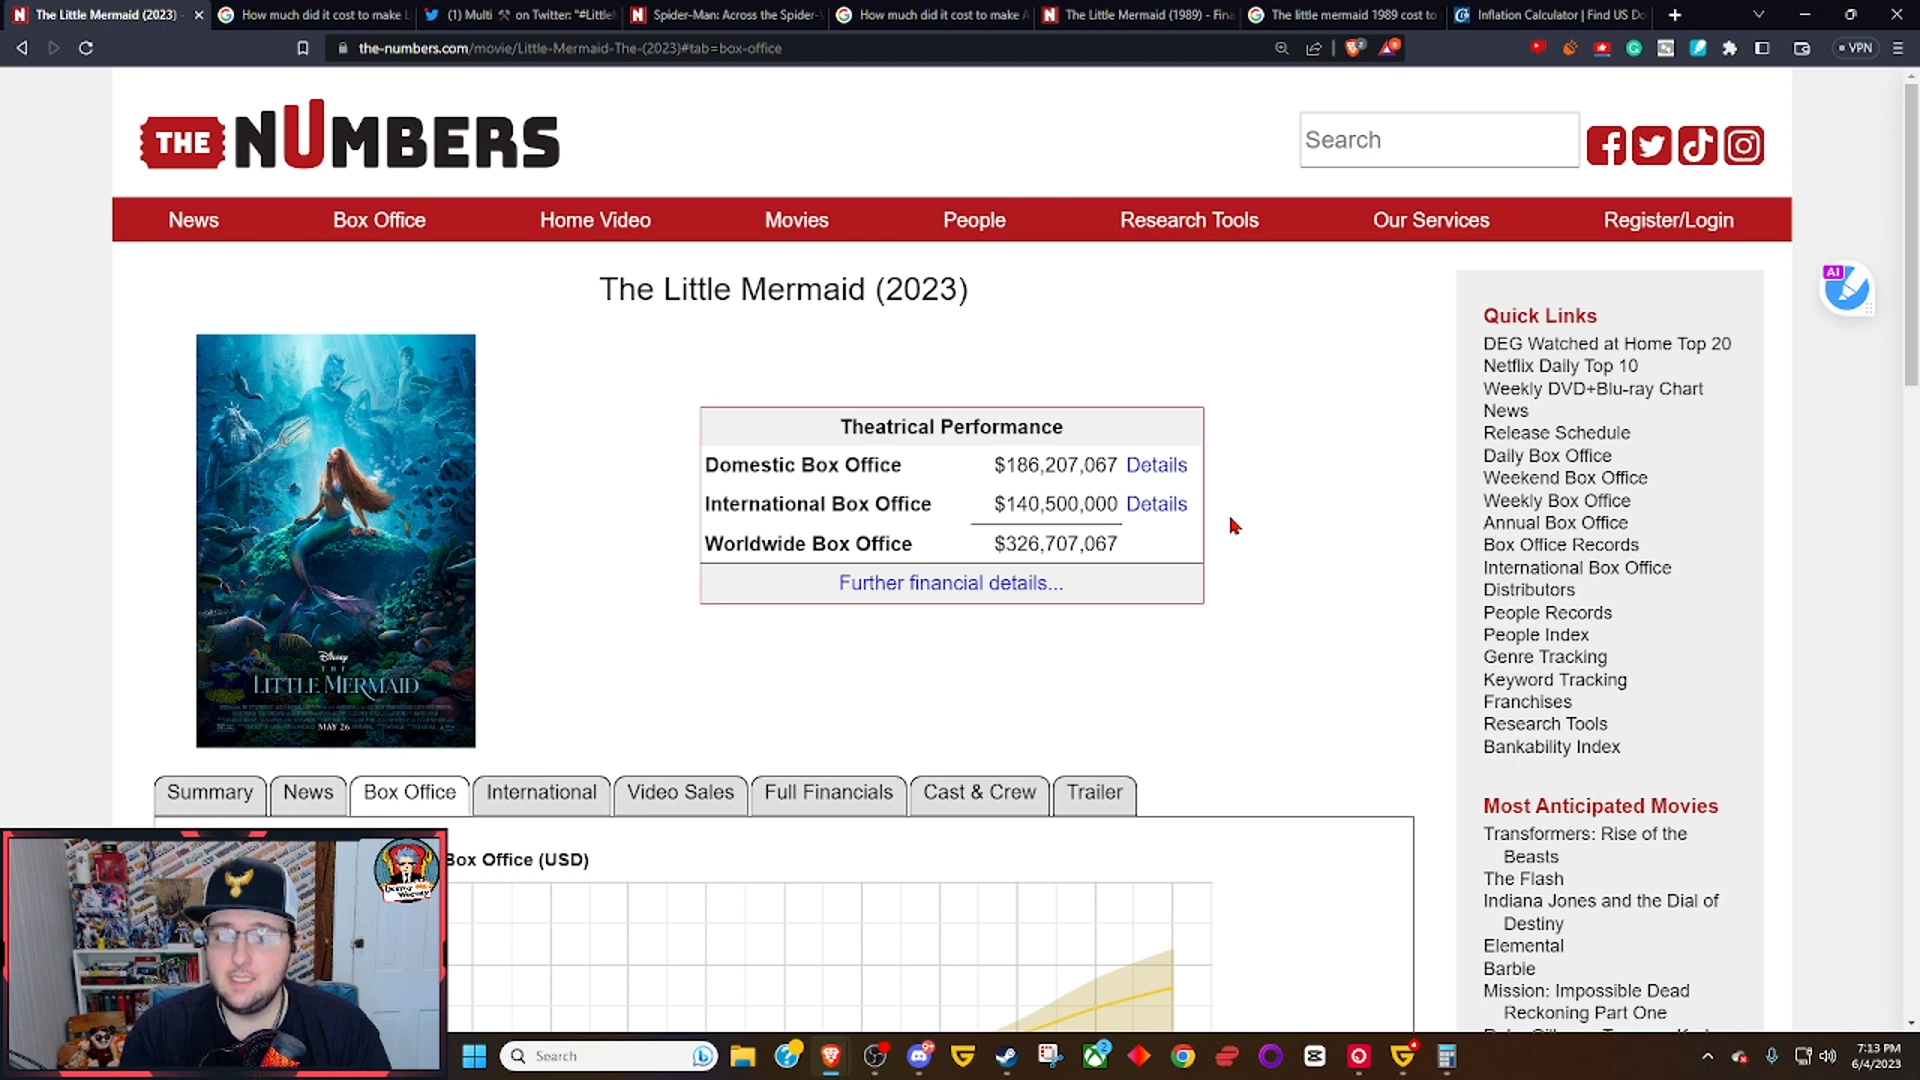 The Little Mermaid (2023) -
How much did it cost to make L
(1) Multi ⚒ on Twitter: "#Little
Spider-Man: Across the Spider-V
How much did it cost to make A
The Little Mermaid (1989) - Fina
The little mermaid 1989 cost to
Inflation Calculator | Find US Do
the-numbers.com/movie/Little-Mermaid-The-(2023)#tab=box-office
VPN
THE NUMBERS
Search
News Box Office Home Video Movies People Research Tools Our Services Register/Login
The Little Mermaid (2023)
AI
Theatrical Performance
Domestic Box Office $186,207,067 Details
International Box Office $140,500,000 Details
Worldwide Box Office $326,707,067
Further financial details...
Disney
THE
LITTLE MERMAID
MAY 26
Quick Links
DEG Watched at Home Top 20
Netflix Daily Top 10
Weekly DVD+Blu-ray Chart
News
Release Schedule
Daily Box Office
Weekend Box Office
Weekly Box Office
Annual Box Office
Box Office Records
International Box Office
Distributors
People Records
People Index
Genre Tracking
Keyword Tracking
Franchises
Research Tools
Bankability Index
Most Anticipated Movies
Transformers: Rise of the
Beasts
The Flash
Indiana Jones and the Dial of
Destiny
Elemental
Barbie
Mission: Impossible Dead
Reckoning Part One
Summary News Box Office International Video Sales Full Financials Cast & Crew Trailer
Box Office (USD)
Search
7:13 PM
6/4/2023